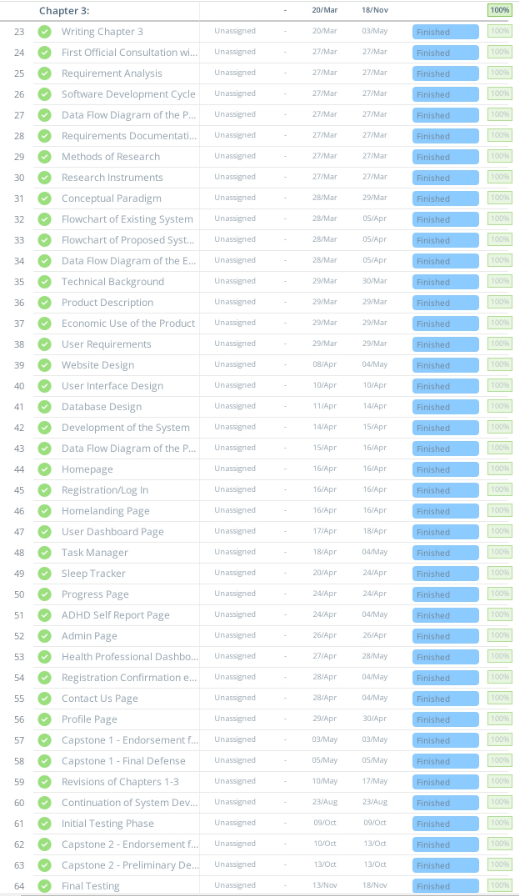 Chapter 3: - 20/Mar 18/Nov 100%
23 Writing Chapter 3 Unassigned - 20/Mar 03/May Finished 100%
24 First Official Consultation wi... Unassigned - 27/Mar 27/Mar Finished 100%
25 Requirement Analysis Unassigned - 27/Mar 27/Mar Finished 100%
26 Software Development Cycle Unassigned - 27/Mar 27/Mar Finished 100%
27 Data Flow Diagram of the P... Unassigned - 27/Mar 27/Mar Finished 100%
28 Requirements Documentati... Unassigned - 27/Mar 27/Mar Finished 100%
29 Methods of Research Unassigned - 27/Mar 27/Mar Finished 100%
30 Research Instruments Unassigned - 27/Mar 27/Mar Finished 100%
31 Conceptual Paradigm Unassigned - 28/Mar 29/Mar Finished 100%
32 Flowchart of Existing System Unassigned - 28/Mar 05/Apr Finished 100%
33 Flowchart of Proposed Syst... Unassigned - 28/Mar 05/Apr Finished 100%
34 Data Flow Diagram of the E... Unassigned - 28/Mar 05/Apr Finished 100%
35 Technical Background Unassigned - 29/Mar 30/Mar Finished 100%
36 Product Description Unassigned - 29/Mar 29/Mar Finished 100%
37 Economic Use of the Product Unassigned - 29/Mar 29/Mar Finished 100%
38 User Requirements Unassigned - 29/Mar 29/Mar Finished 100%
39 Website Design Unassigned - 08/Apr 04/May Finished 100%
40 User Interface Design Unassigned - 10/Apr 10/Apr Finished 100%
41 Database Design Unassigned - 11/Apr 14/Apr Finished 100%
42 Development of the System Unassigned - 14/Apr 15/Apr Finished 100%
43 Data Flow Diagram of the P... Unassigned - 15/Apr 16/Apr Finished 100%
44 Homepage Unassigned - 16/Apr 16/Apr Finished 100%
45 Registration/Log In Unassigned - 16/Apr 16/Apr Finished 100%
46 Homelanding Page Unassigned - 16/Apr 16/Apr Finished 100%
47 User Dashboard Page Unassigned - 17/Apr 18/Apr Finished 100%
48 Task Manager Unassigned - 18/Apr 04/May Finished 100%
49 Sleep Tracker Unassigned - 20/Apr 24/Apr Finished 100%
50 Progress Page Unassigned - 24/Apr 24/Apr Finished 100%
51 ADHD Self Report Page Unassigned - 24/Apr 04/May Finished 100%
52 Admin Page Unassigned - 26/Apr 26/Apr Finished 100%
53 Health Professional Dashbo... Unassigned - 27/Apr 28/May Finished 100%
54 Registration Confirmation e... Unassigned - 28/Apr 04/May Finished 100%
55 Contact Us Page Unassigned - 28/Apr 04/May Finished 100%
56 Profile Page Unassigned - 29/Apr 30/Apr Finished 100%
57 Capstone 1 - Endorsement f... Unassigned - 03/May 03/May Finished 100%
58 Capstone 1 - Final Defense Unassigned - 05/May 05/May Finished 100%
59 Revisions of Chapters 1-3 Unassigned - 10/May 17/May Finished 100%
60 Continuation of System Dev... Unassigned - 23/Aug 23/Aug Finished 100%
61 Initial Testing Phase Unassigned - 09/Oct 09/Oct Finished 100%
62 Capstone 2 - Endorsement f... Unassigned - 10/Oct 13/Oct Finished 100%
63 Capstone 2 - Preliminary De... Unassigned - 13/Oct 13/Oct Finished 100%
64 Final Testing Unassigned - 13/Nov 18/Nov Finished 100%